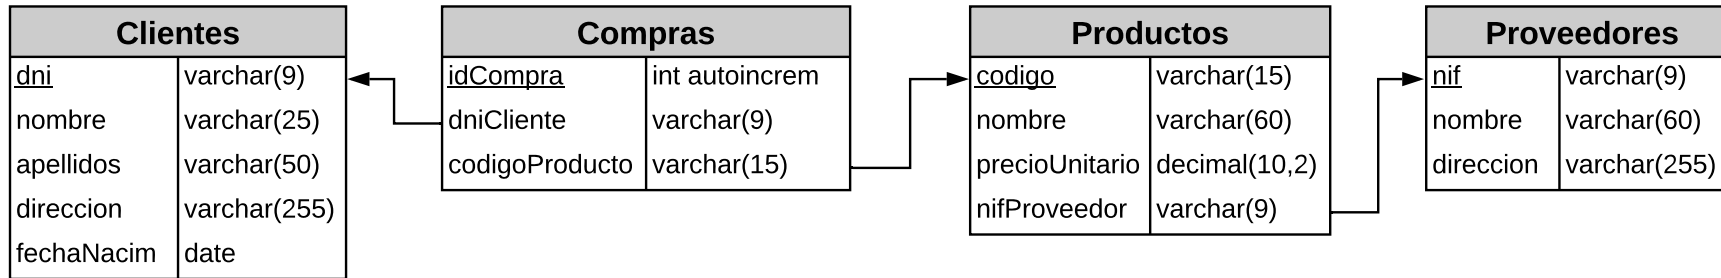 Clientes
dni varchar(9)
nombre varchar(25)
apellidos varchar(50)
direccion varchar(255)
fechaNacim date
Compras
idCompra int autoincrem
dniCliente varchar(9)
codigoProducto varchar(15)
Productos
codigo varchar(15)
nombre varchar(60)
precioUnitario decimal(10,2)
nifProveedor varchar(9)
Proveedores
nif varchar(9)
nombre varchar(60)
direccion varchar(255)